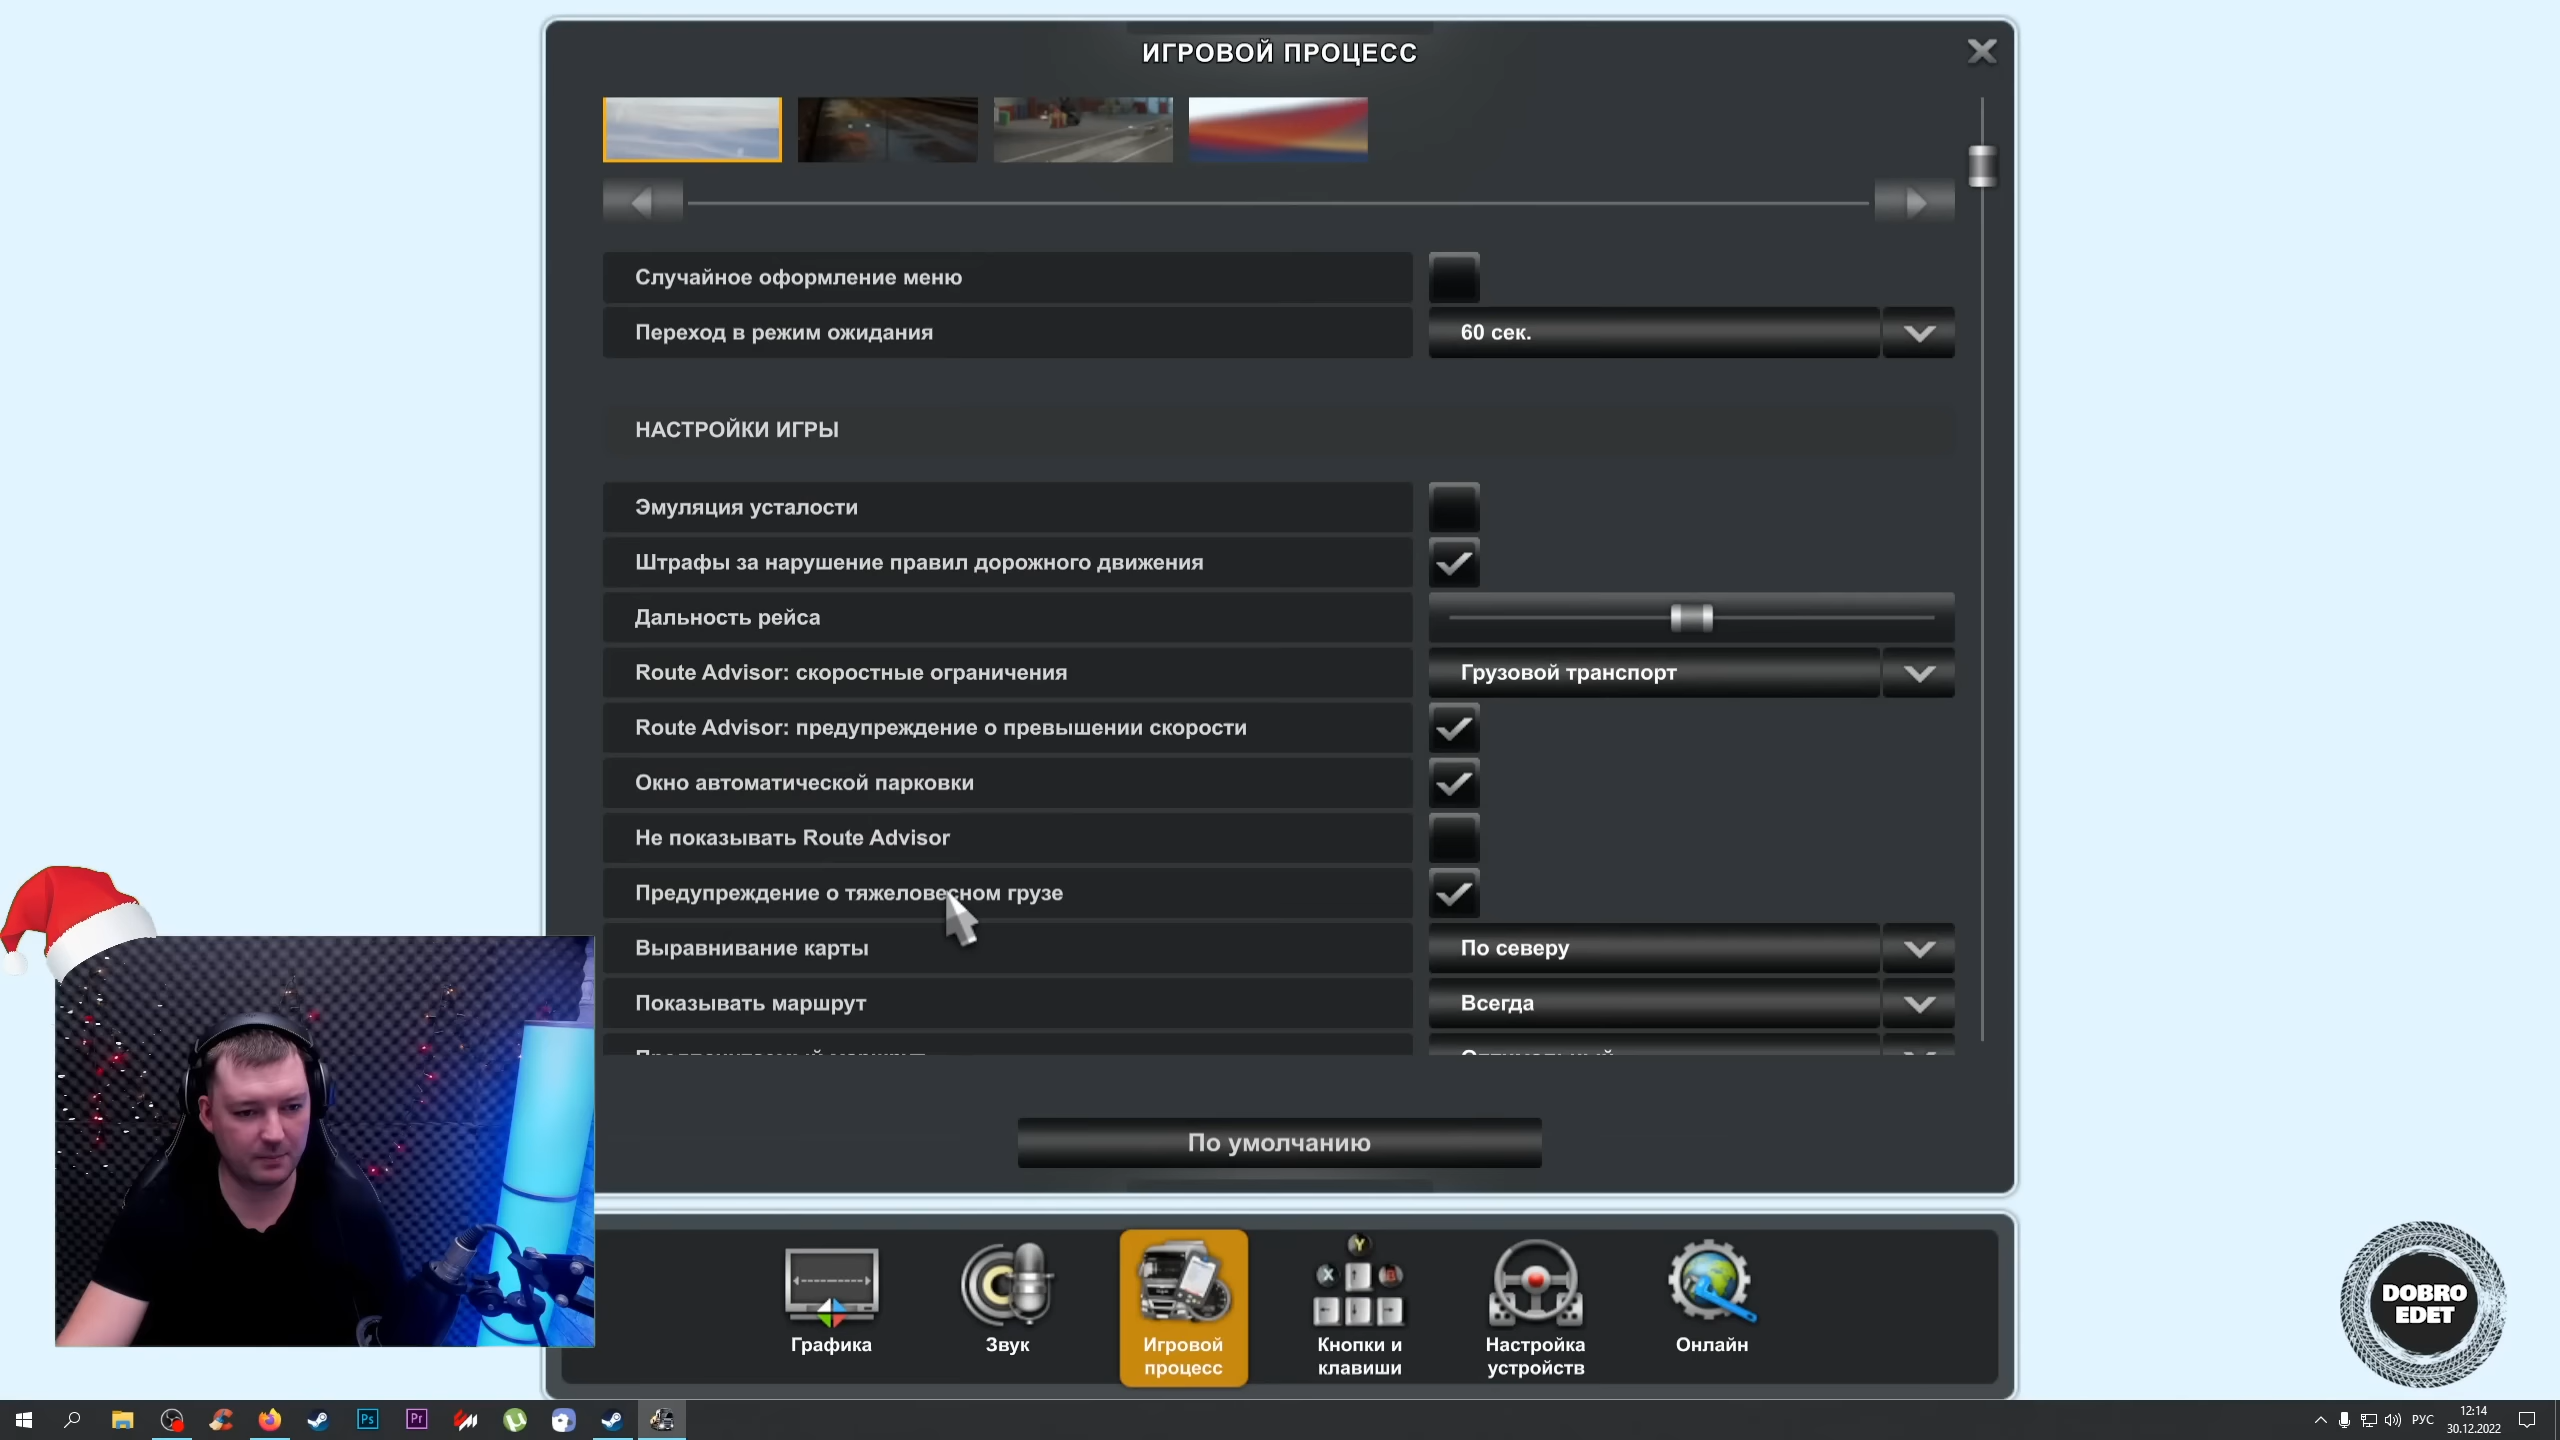 ИГРОВОЙ ПРОЦЕСС
Случайное оформление меню
Переход в режим ожидания
60 сек.
НАСТРОЙКИ ИГРЫ
Эмуляция усталости
Штрафы за нарушение правил дорожного движения
Дальность рейса
Route Advisor: скоростные ограничения
Грузовой транспорт
Route Advisor: предупреждение о превышении скорости
Окно автоматической парковки
Не показывать Route Advisor
Предупреждение о тяжеловесном грузе
Выравнивание карты
По северу
Показывать маршрут
Всегда
По умолчанию
Графика
Звук
Игровой
процесс
Y
X
B
Кнопки и
клавиши
Настройка
устройств
Онлайн
DOBRO
EDET
Ps
Pr
РУС
12:14
30.12.2022